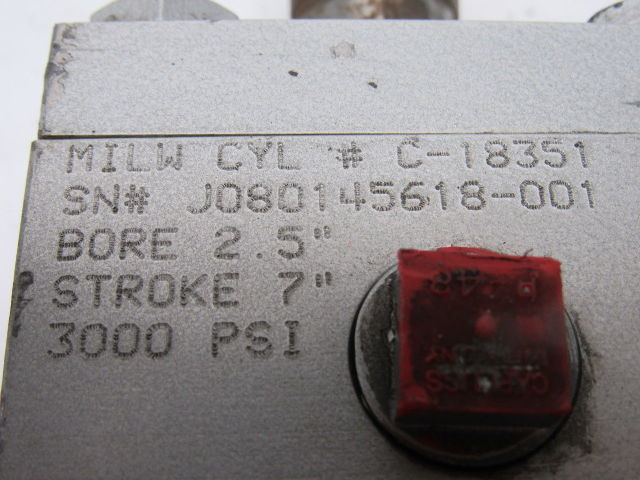 MILW CYL # C-18351
SN# J080145618-001
BORE 2.5"
STROKE 7"
3000 PSI